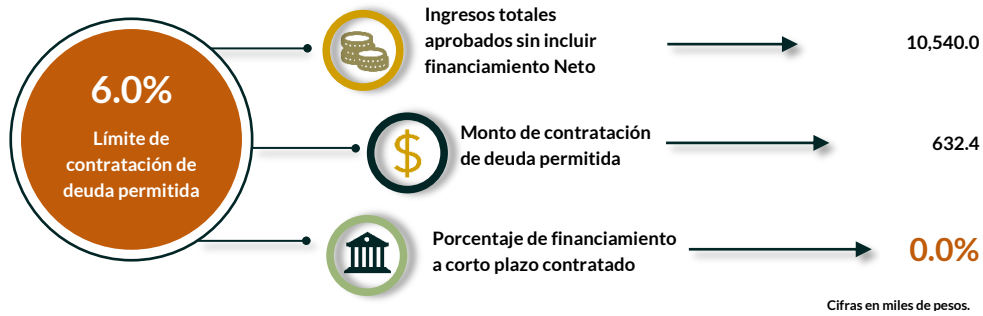 6.0%
Límite de
contratación de
deuda permitida
Ingresos totales
aprobados sin incluir
financiamiento Neto
10,540.0
$
Monto de contratación
de deuda permitida
632.4
Porcentaje de financiamiento
a corto plazo contratado
0.0%
Cifras en miles de pesos.